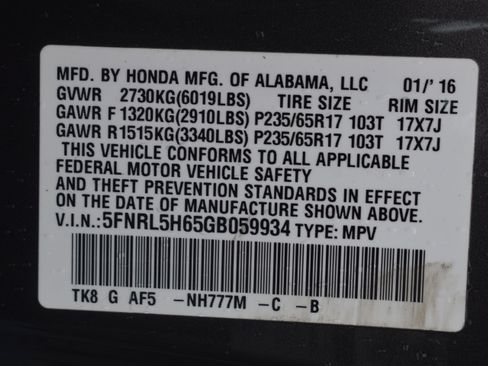 MFD. BY HONDA MFG. OF ALABAMA, LLC 01/'16
GVWR 2730KG(6019LBS) TIRE SIZE RIM SIZE
GAWR F 1320KG(2910LBS) P235/65R17 103T 17X7J
GAWR R1515KG(3340LBS) P235/65R17 103T 17X7J
THIS VEHICLE CONFORMS TO ALL APPLICABLE
FEDERAL MOTOR VEHICLE SAFETY
AND THEFT PREVENTION STANDARDS IN EFFECT
ON THE DATE OF MANUFACTURE SHOWN ABOVE.
V.I.N.:5FNRL5H65GB059934 TYPE: MPV
TK8 G AF5 -NH777M -C -B